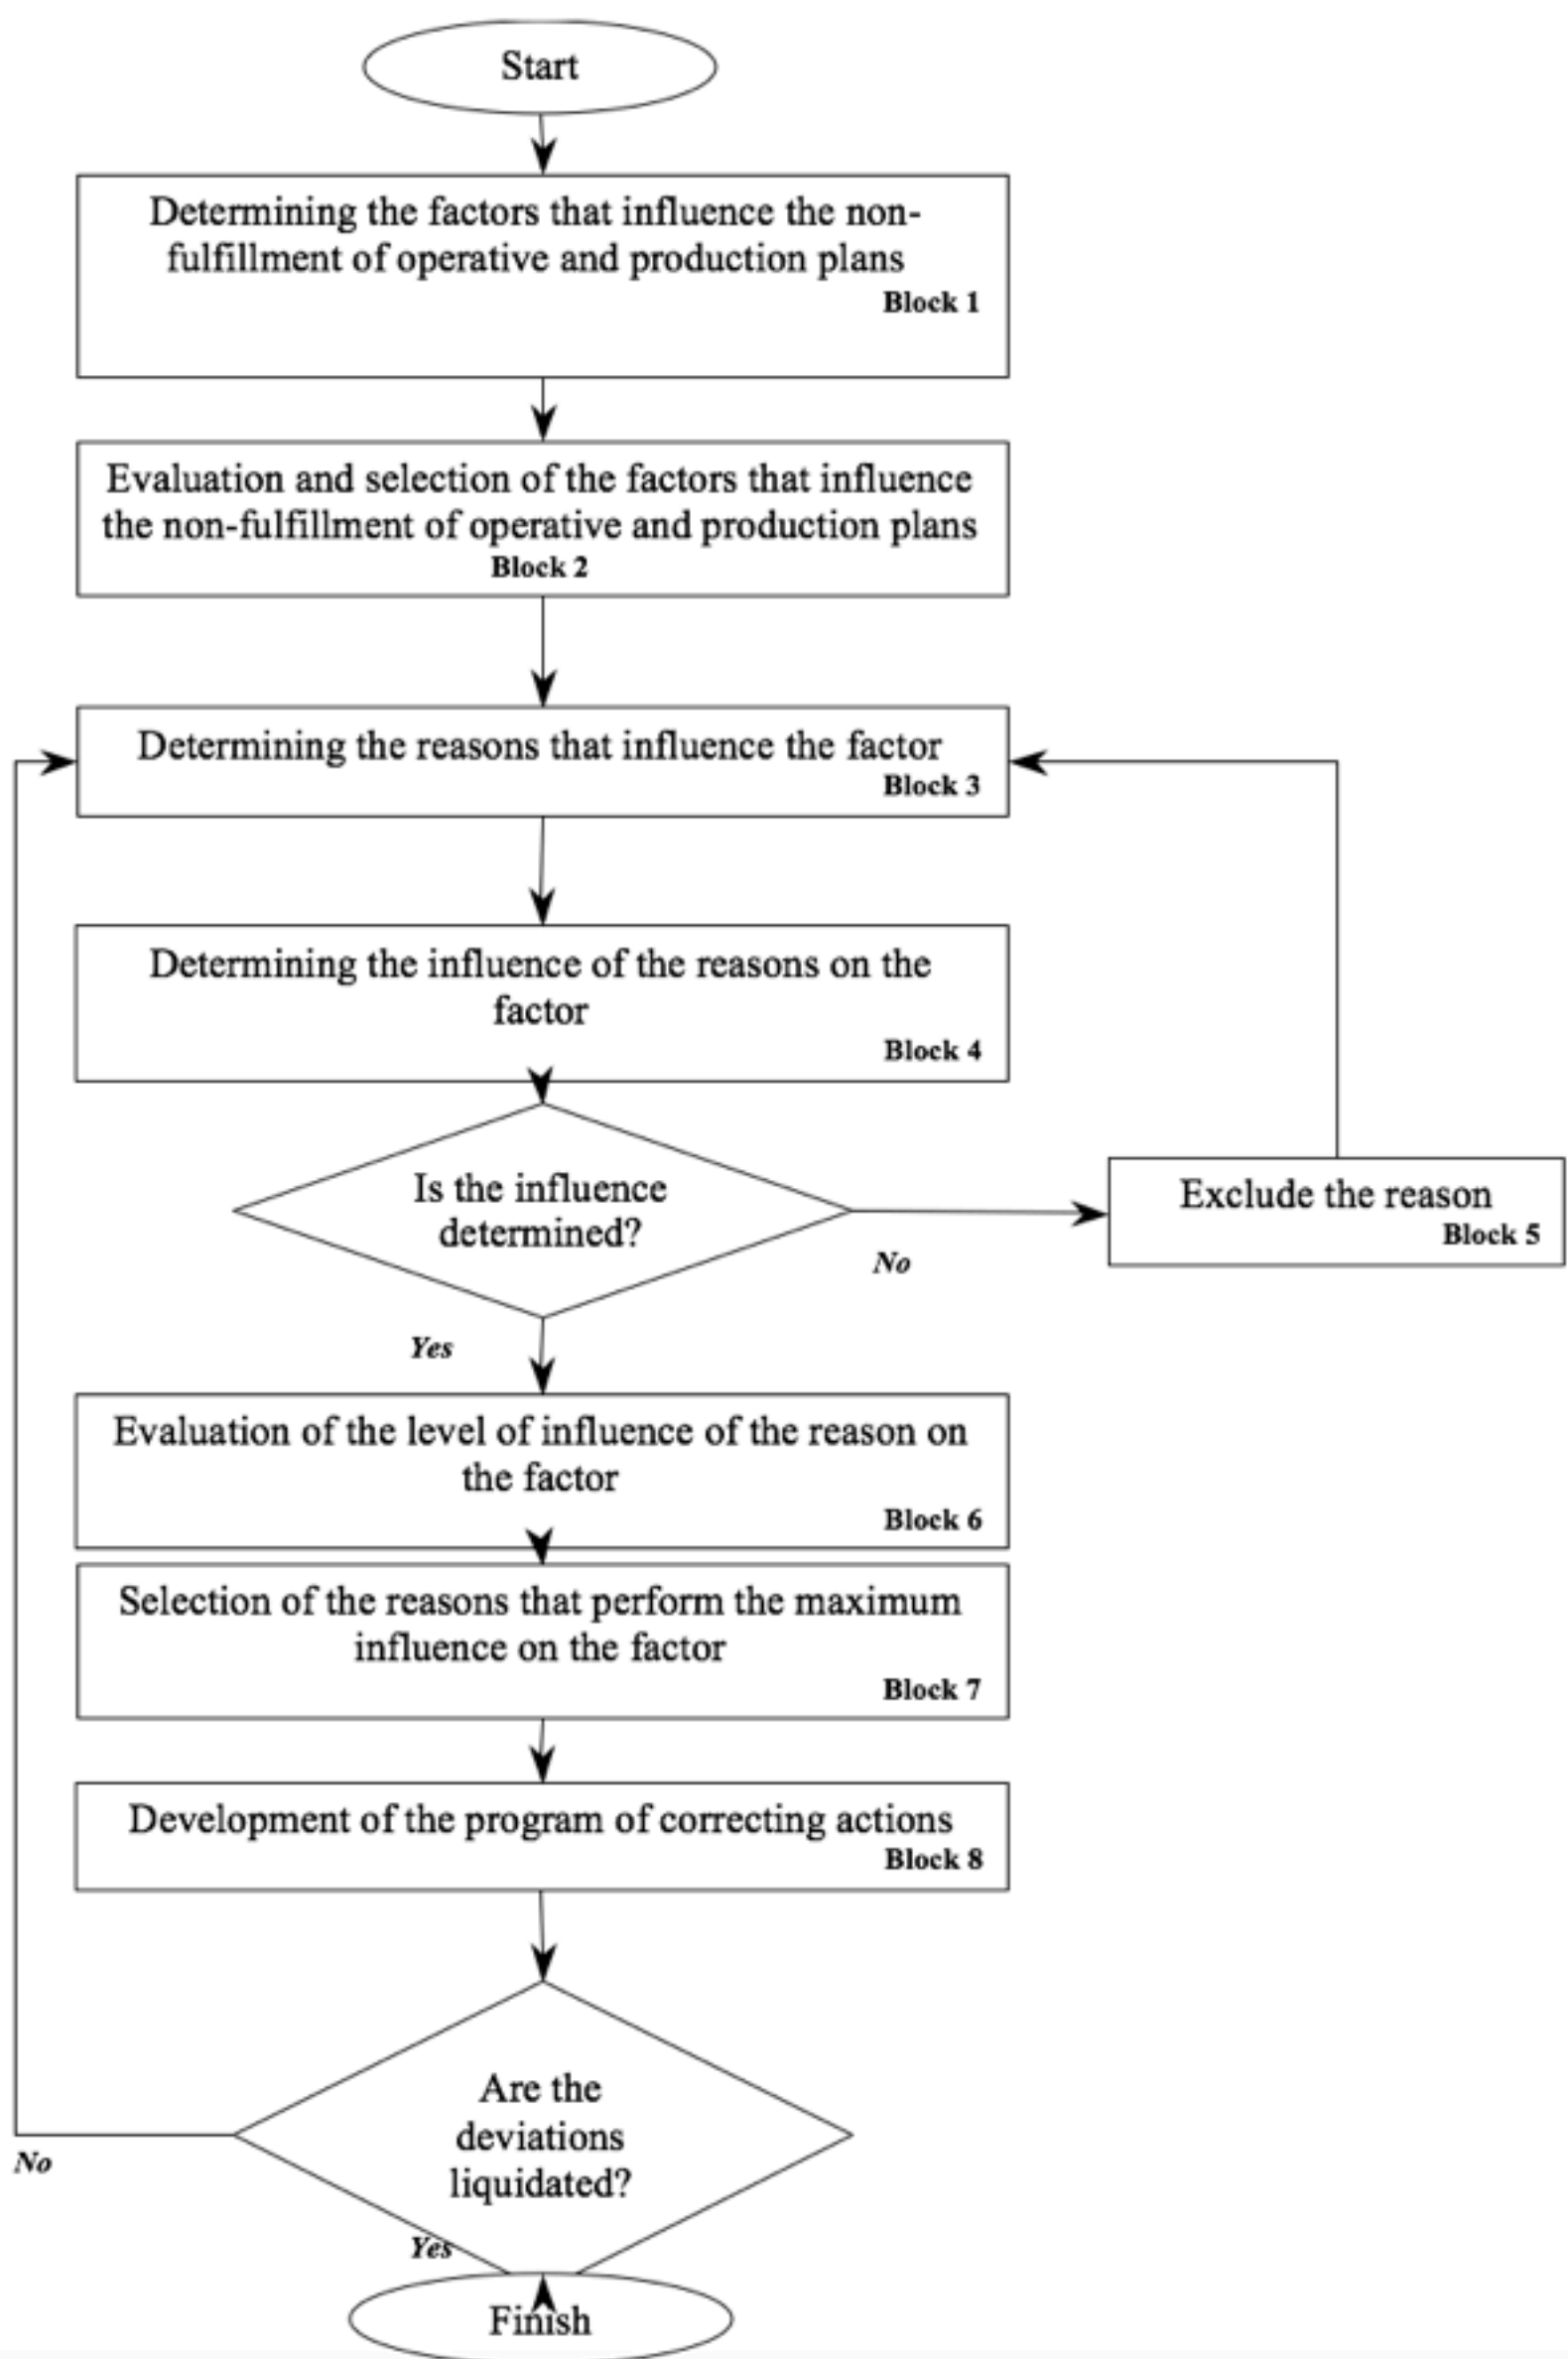 Start
Determining the factors that influence the non-
fulfillment of operative and production plans
Block 1
Evaluation and selection of the factors that influence
the non-fulfillment of operative and production plans
Block 2
Determining the reasons that influence the factor
Block 3
Determining the influence of the reasons on the
factor
Block 4
Is the influence
determined?
No
Exclude the reason
Block 5
Yes
Evaluation of the level of influence of the reason on
the factor
Block 6
Selection of the reasons that perform the maximum
influence on the factor
Block 7
Development of the program of correcting actions
Block 8
Are the
deviations
liquidated?
No
Yes
Finish